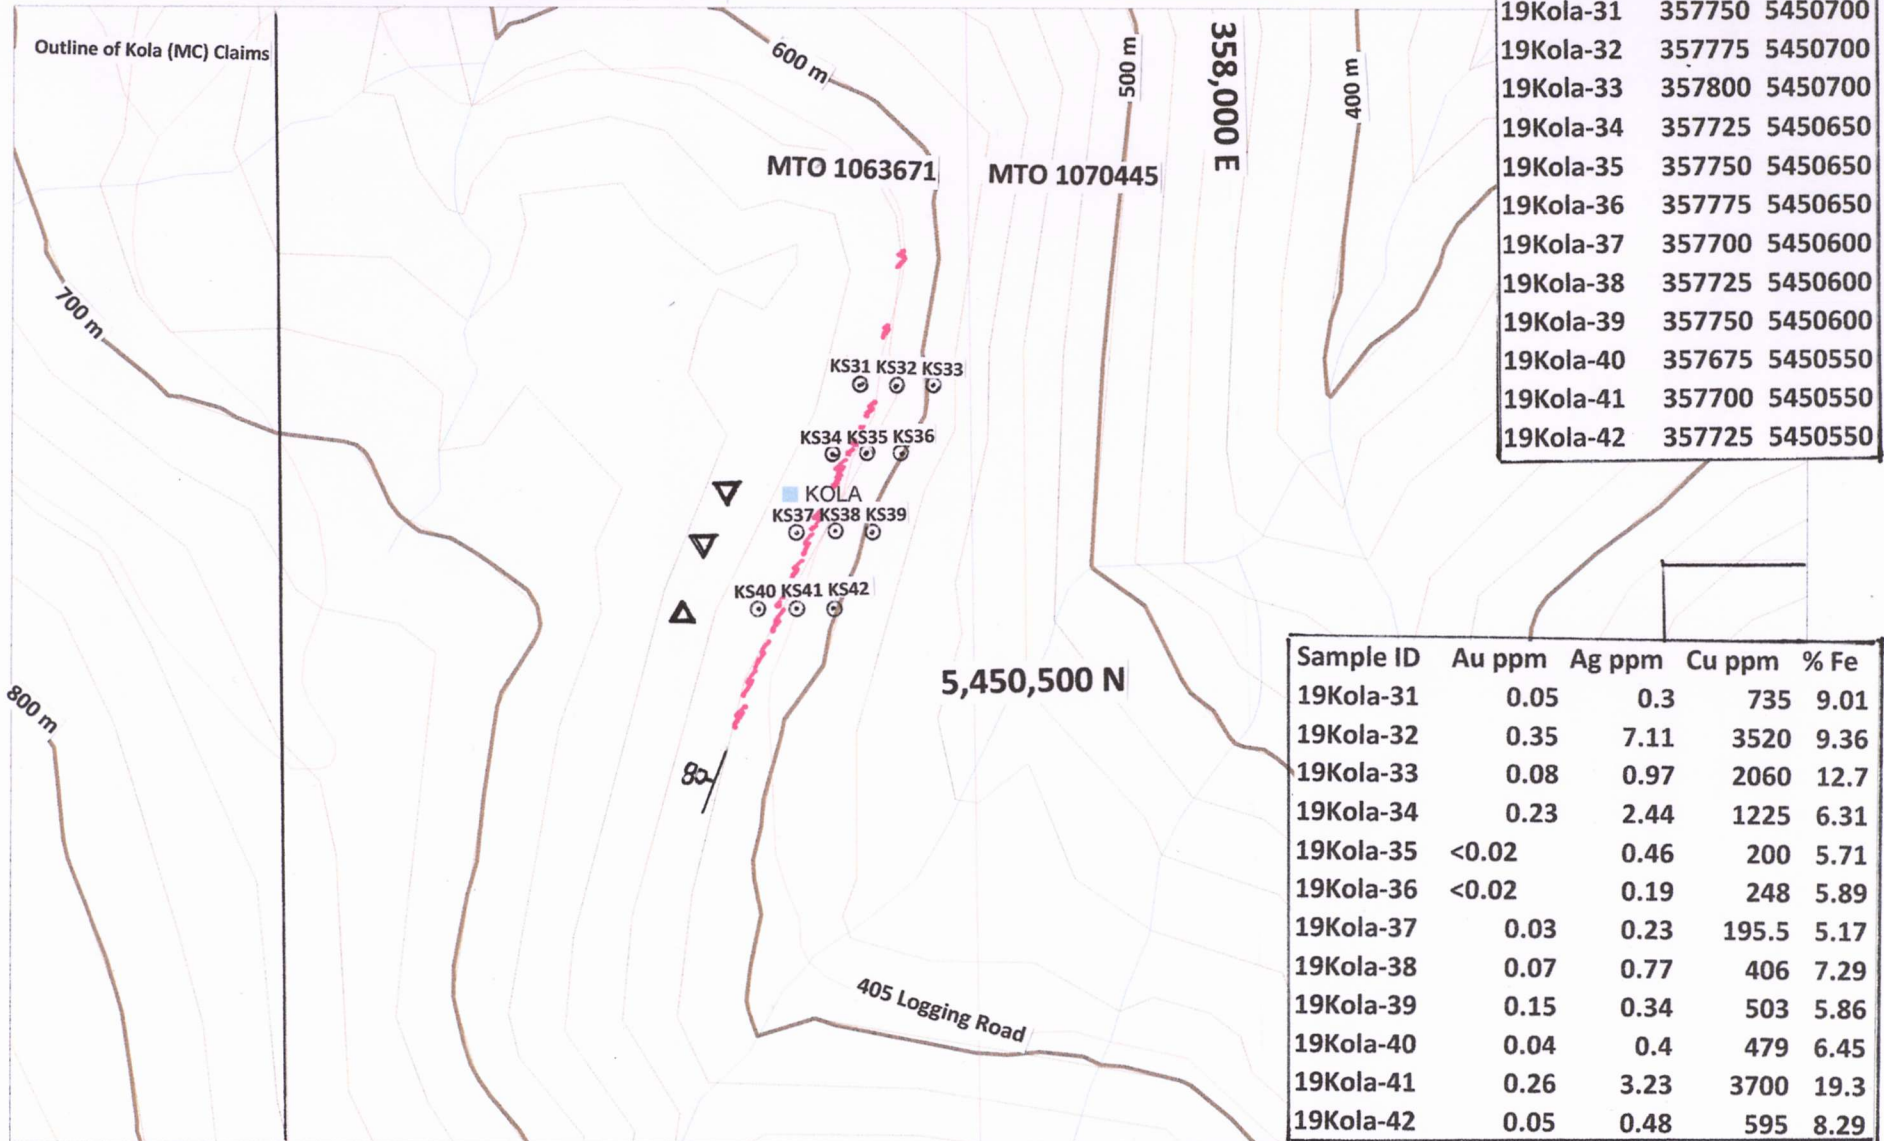 Outline of Kola (MC) Claims
600 m
500 m
358,000 E
400 m
19Kola-31 357750 5450700
19Kola-32 357775 5450700
19Kola-33 357800 5450700
19Kola-34 357725 5450650
19Kola-35 357750 5450650
19Kola-36 357775 5450650
19Kola-37 357700 5450600
19Kola-38 357725 5450600
19Kola-39 357750 5450600
19Kola-40 357675 5450550
19Kola-41 357700 5450550
19Kola-42 357725 5450550
MTO 1063671 MTO 1070445
700 m
KS31 KS32 KS33
KS34 KS35 KS36
KOLA
KS37 KS38 KS39
KS40 KS41 KS42
5,450,500 N
800 m
405 Logging Road
Sample ID Au ppm Ag ppm Cu ppm % Fe
19Kola-31 0.05 0.3 735 9.01
19Kola-32 0.35 7.11 3520 9.36
19Kola-33 0.08 0.97 2060 12.7
19Kola-34 0.23 2.44 1225 6.31
19Kola-35 <0.02 0.46 200 5.71
19Kola-36 <0.02 0.19 248 5.89
19Kola-37 0.03 0.23 195.5 5.17
19Kola-38 0.07 0.77 406 7.29
19Kola-39 0.15 0.34 503 5.86
19Kola-40 0.04 0.4 479 6.45
19Kola-41 0.26 3.23 3700 19.3
19Kola-42 0.05 0.48 595 8.29